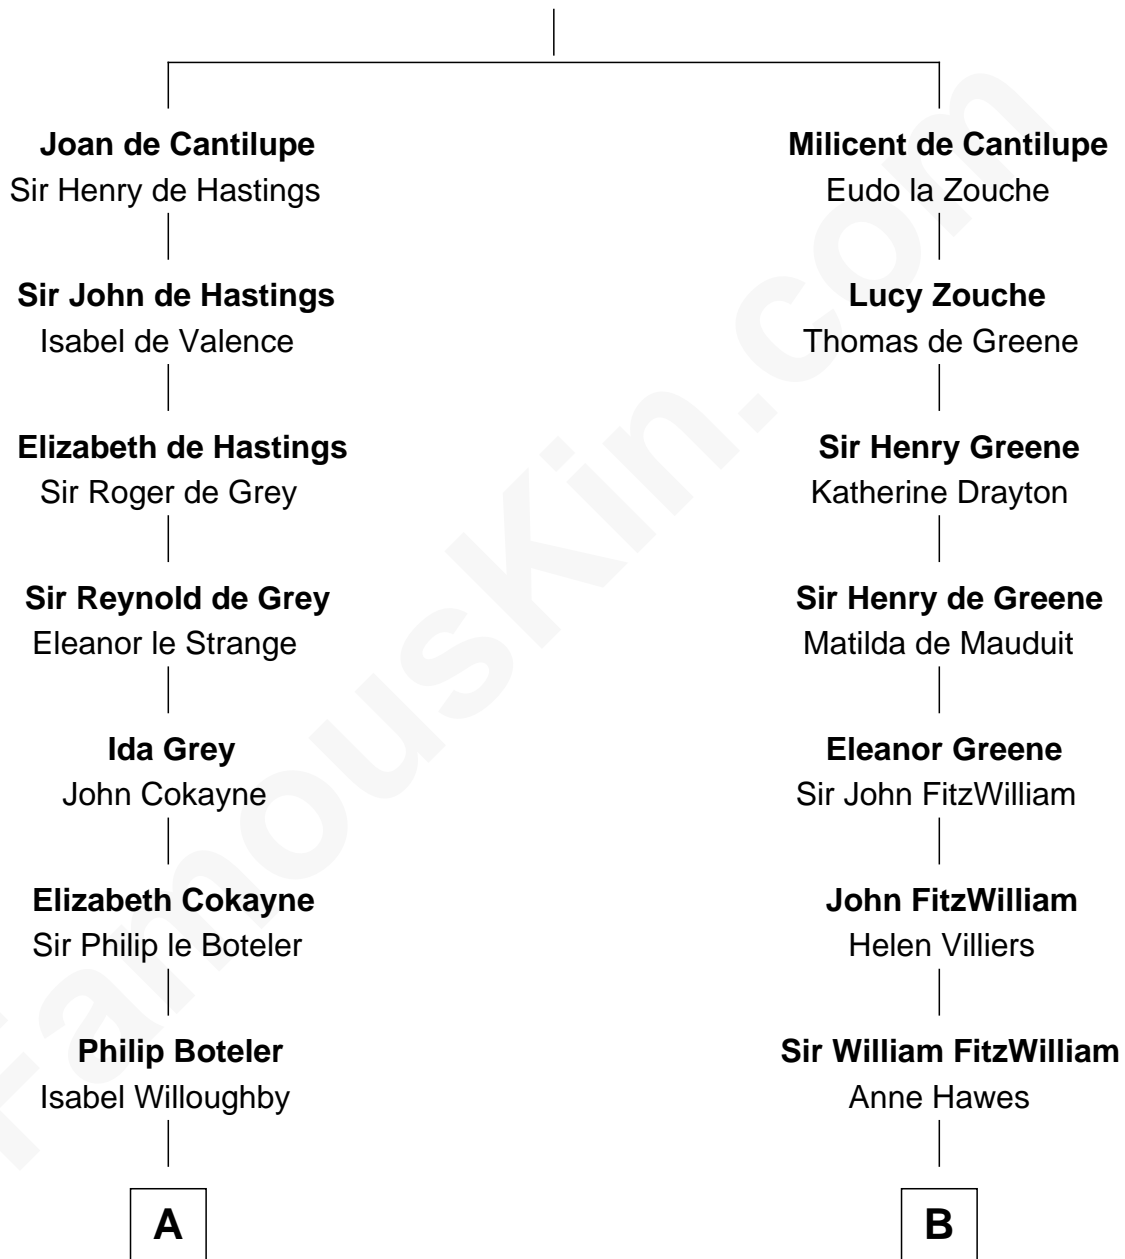 Joan de Cantilupe
Sir Henry de Hastings
Milicent de Cantilupe
Eudo la Zouche
Sir John de Hastings
Isabel de Valence
Lucy Zouche
Thomas de Greene
Elizabeth de Hastings
Sir Roger de Grey
Sir Henry Greene
Katherine Drayton
Sir Reynold de Grey
Eleanor le Strange
Sir Henry de Greene
Matilda de Mauduit
Ida Grey
John Cokayne
Eleanor Greene
Sir John FitzWilliam
Elizabeth Cokayne
Sir Philip le Boteler
John FitzWilliam
Helen Villiers
Philip Boteler
Isabel Willoughby
Sir William FitzWilliam
Anne Hawes
A
B
FamousKin.com